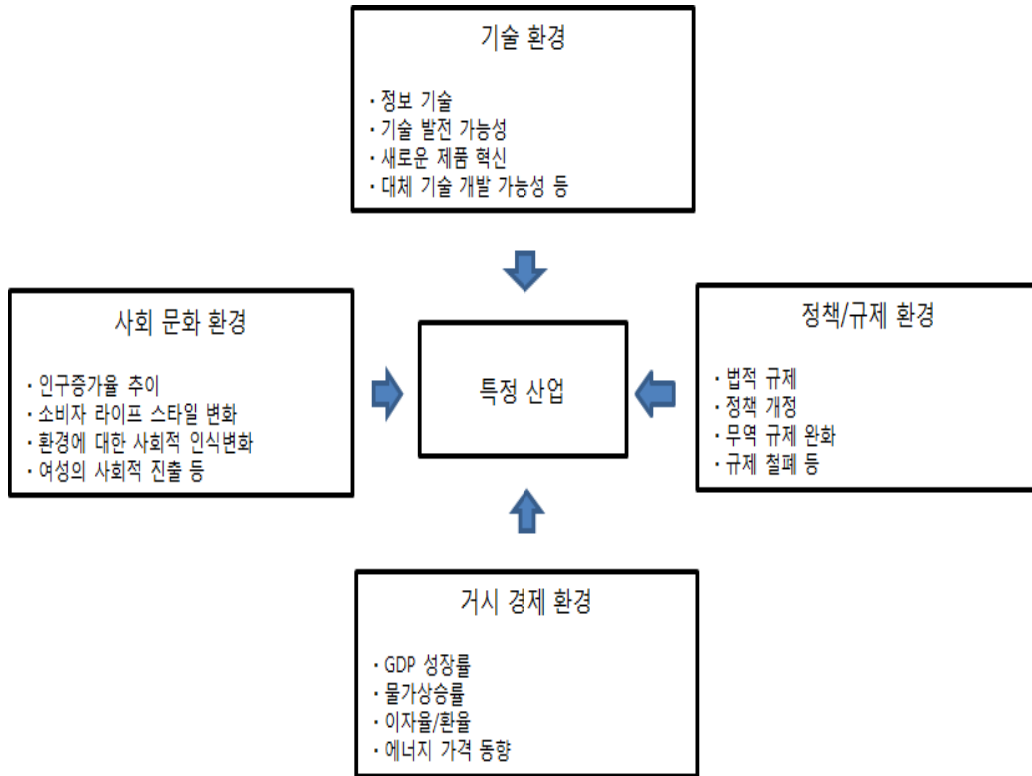 기술 환경
· 정보 기술
· 기술 발전 가능성
· 새로운 제품 혁신
· 대체 기술 개발 가능성 등
사회 문화 환경
· 인구증가율 추이
· 소비자 라이프 스타일 변화
· 환경에 대한 사회적 인식변화
· 여성의 사회적 진출 등
특정 산업
정책/규제 환경
· 법적 규제
· 정책 개정
· 무역 규제 완화
· 규제 철폐 등
거시 경제 환경
· GDP 성장률
· 물가상승률
· 이자율/환율
· 에너지 가격 동향